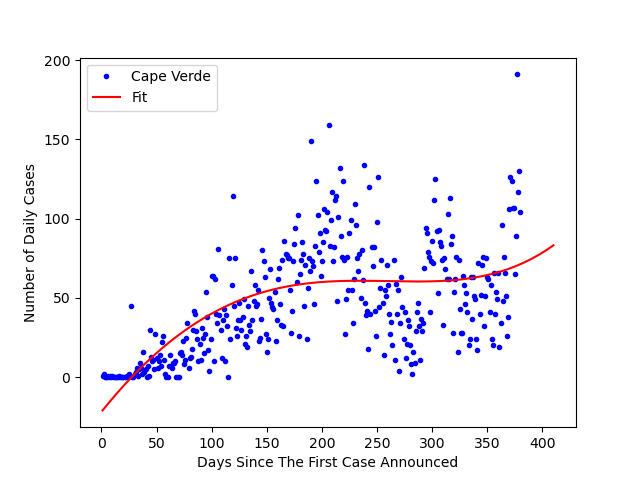 Cape Verde
Fit
Number of Daily Cases
200
150
100
50
0
0 50 100 150 200 250 300 350 400
Days Since The First Case Announced